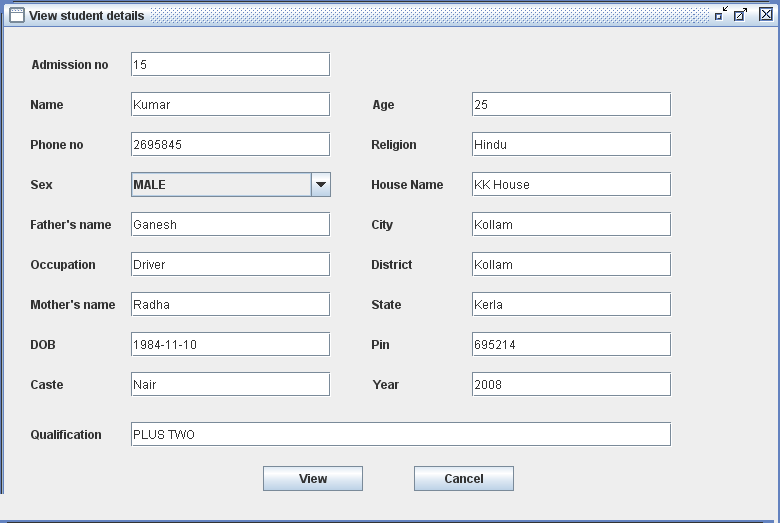 View student details
Admission no 15
Name Kumar Age 25
Phone no 2695845 Religion Hindu
Sex MALE House Name KK House
Father's name Ganesh City Kollam
Occupation Driver District Kollam
Mother's name Radha State Kerla
DOB 1984-11-10 Pin 695214
Caste Nair Year 2008
Qualification PLUS TWO
View Cancel